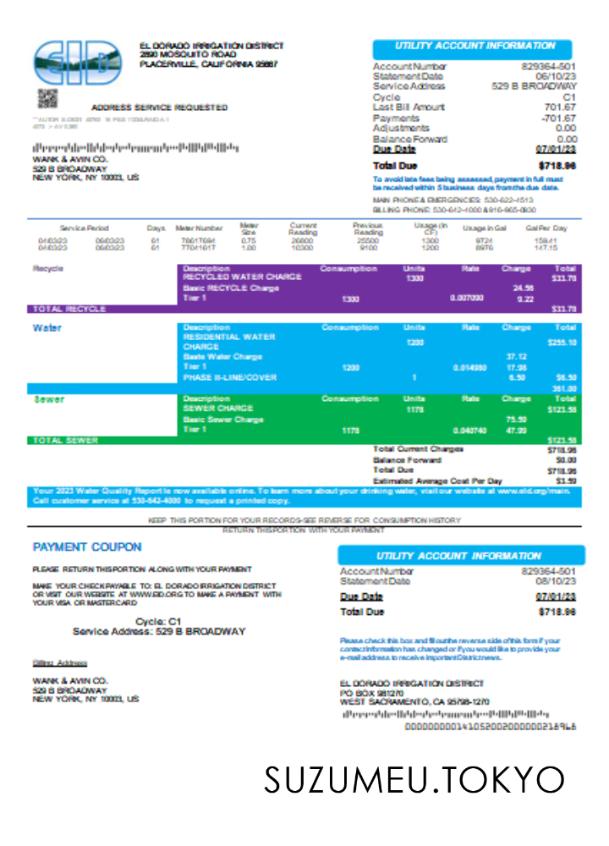 EID
EL DORADO IRRIGATION DISTRICT
2890 MOSQUITO ROAD
PLACERVILLE, CALIFORNIA 95667
ADDRESS SERVICE REQUESTED
WANK & AVIN CO.
529 B BROADWAY
NEW YORK, NY 10003, US
UTILITY ACCOUNT INFORMATION
Account Number 829364-501
Statement Date 06/10/23
Service Address 529 B BROADWAY
Cycle C1
Last Bill Amount 701.67
Payments -701.67
Adjustments 0.00
Balance Forward 0.00
Due Date 07/01/23
Total Due $718.96
To avoid late fees being assessed, payment in full must
be received within 5 business days from the due date.
MAIN PHONE & EMERGENCIES: 530-622-4513
BILLING PHONE: 530-642-4000 & 916-965-0930
Service Period Days Meter Number Meter Size Current Reading Previous Reading Usage (in CF) Usage in Gal Gal Per Day
04/03/23 06/03/23 61 78617694 0.75 26800 25500 1300 9724 159.41
04/03/23 06/03/23 61 77041617 1.00 10300 9100 1200 8976 147.15
Recycle Description Consumption Units Rate Charge Total
RECYCLED WATER CHARGE 1300 $33.78
Basic RECYCLE Charge 24.56
Tier 1 1300 0.007090 9.22
TOTAL RECYCLE $33.78
Water Description Consumption Units Rate Charge Total
RESIDENTIAL WATER
CHARGE 1200 $255.10
Basic Water Charge 37.12
Tier 1 1200 0.014980 17.98
PHASE II-LINE/COVER 1 6.50 $6.50
361.60
Sewer Description Consumption Units Rate Charge Total
SEWER CHARGE 1178 $123.58
Basic Sewer Charge 75.59
Tier 1 1178 0.040740 47.99
TOTAL SEWER $123.58
Total Current Charges $718.96
Balance Forward $0.00
Total Due $718.96
Estimated Average Cost Per Day $3.59
Your 2023 Water Quality Report is now available online. To learn more about your drinking water, visit our website at www.eid.org/main.
Call customer service at 530-642-4000 to request a printed copy.
KEEP THIS PORTION FOR YOUR RECORDS-SEE REVERSE FOR CONSUMPTION HISTORY
RETURN THIS PORTION WITH YOUR PAYMENT
PAYMENT COUPON
PLEASE RETURN THIS PORTION ALONG WITH YOUR PAYMENT
MAKE YOUR CHECK PAYABLE TO: EL DORADO IRRIGATION DISTRICT
OR VISIT OUR WEBSITE AT WWW.EID.ORG TO MAKE A PAYMENT WITH
YOUR VISA OR MASTERCARD
Cycle: C1
Service Address: 529 B BROADWAY
Billing Address
WANK & AVIN CO.
529 B BROADWAY
NEW YORK, NY 10003, US
UTILITY ACCOUNT INFORMATION
Account Number 829364-501
Statement Date 08/10/23
Due Date 07/01/23
Total Due $718.96
Please check this box and fill out the reverse side of this form if your
contact information has changed or if you would like to provide your
e-mail address to receive important District news.
EL DORADO IRRIGATION DISTRICT
PO BOX 981270
WEST SACRAMENTO, CA 95798-1270
SUZUMEU.TOKYO